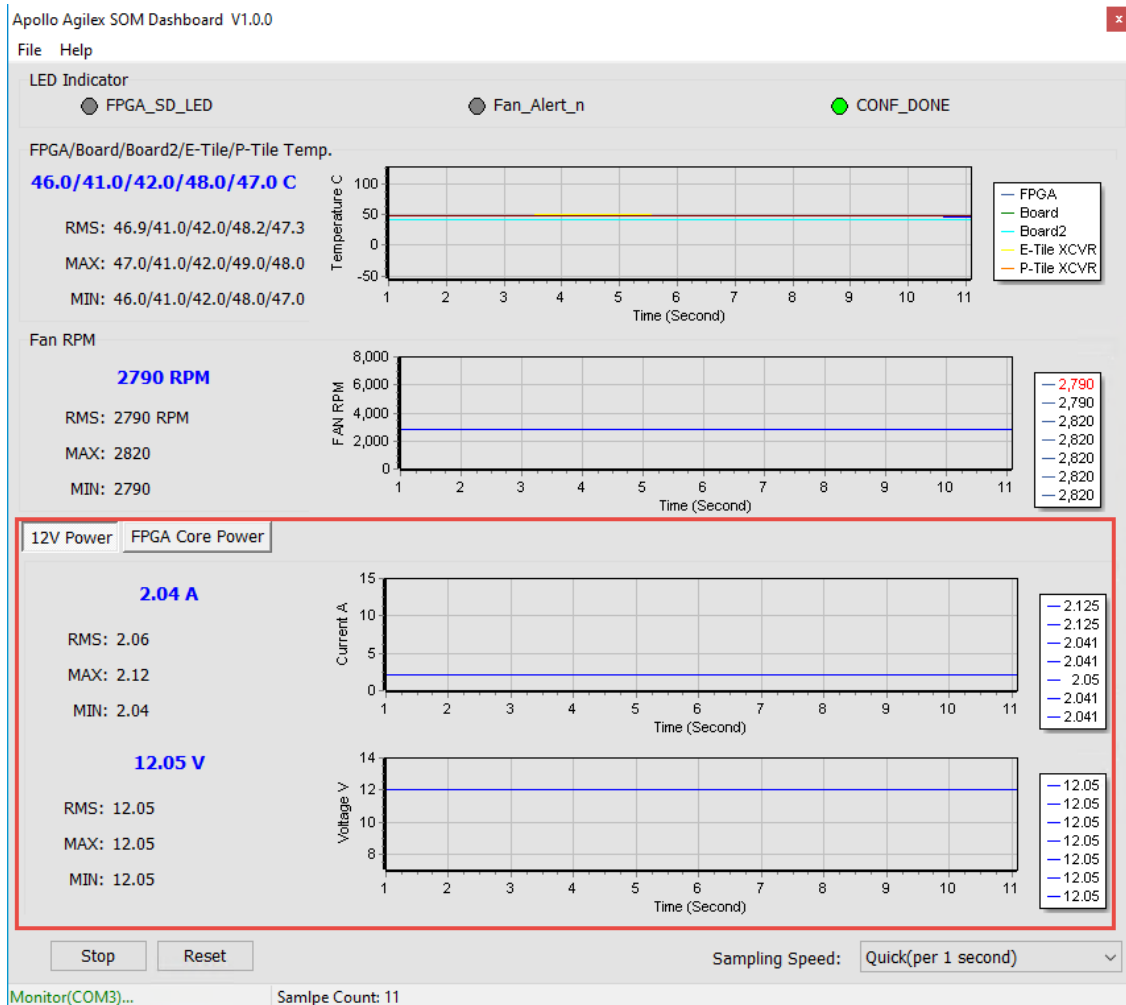 Apollo Agilex SOM Dashboard V1.0.0
x
File Help
LED Indicator
FPGA_SD_LED Fan_Alert_n CONF_DONE
FPGA/Board/Board2/E-Tile/P-Tile Temp.
46.0/41.0/42.0/48.0/47.0 C
RMS: 46.9/41.0/42.0/48.2/47.3
MAX: 47.0/41.0/42.0/49.0/48.0
MIN: 46.0/41.0/42.0/48.0/47.0
Temperature C
100
50
0
-50
1 2 3 4 5 6 7 8 9 10 11
Time (Second)
FPGA
Board
Board2
E-Tile XCVR
P-Tile XCVR
Fan RPM
2790 RPM
RMS: 2790 RPM
MAX: 2820
MIN: 2790
FAN RPM
8,000
6,000
4,000
2,000
0
1 2 3 4 5 6 7 8 9 10 11
Time (Second)
2,790
2,790
2,820
2,820
2,820
2,820
2,820
12V Power FPGA Core Power
2.04 A
RMS: 2.06
MAX: 2.12
MIN: 2.04
Current A
15
10
5
0
1 2 3 4 5 6 7 8 9 10 11
Time (Second)
2.125
2.125
2.041
2.041
2.05
2.041
2.041
12.05 V
RMS: 12.05
MAX: 12.05
MIN: 12.05
Voltage V
14
12
10
8
1 2 3 4 5 6 7 8 9 10 11
Time (Second)
12.05
12.05
12.05
12.05
12.05
12.05
12.05
Stop Reset Sampling Speed: Quick(per 1 second)
Monitor(COM3)... Samlpe Count: 11